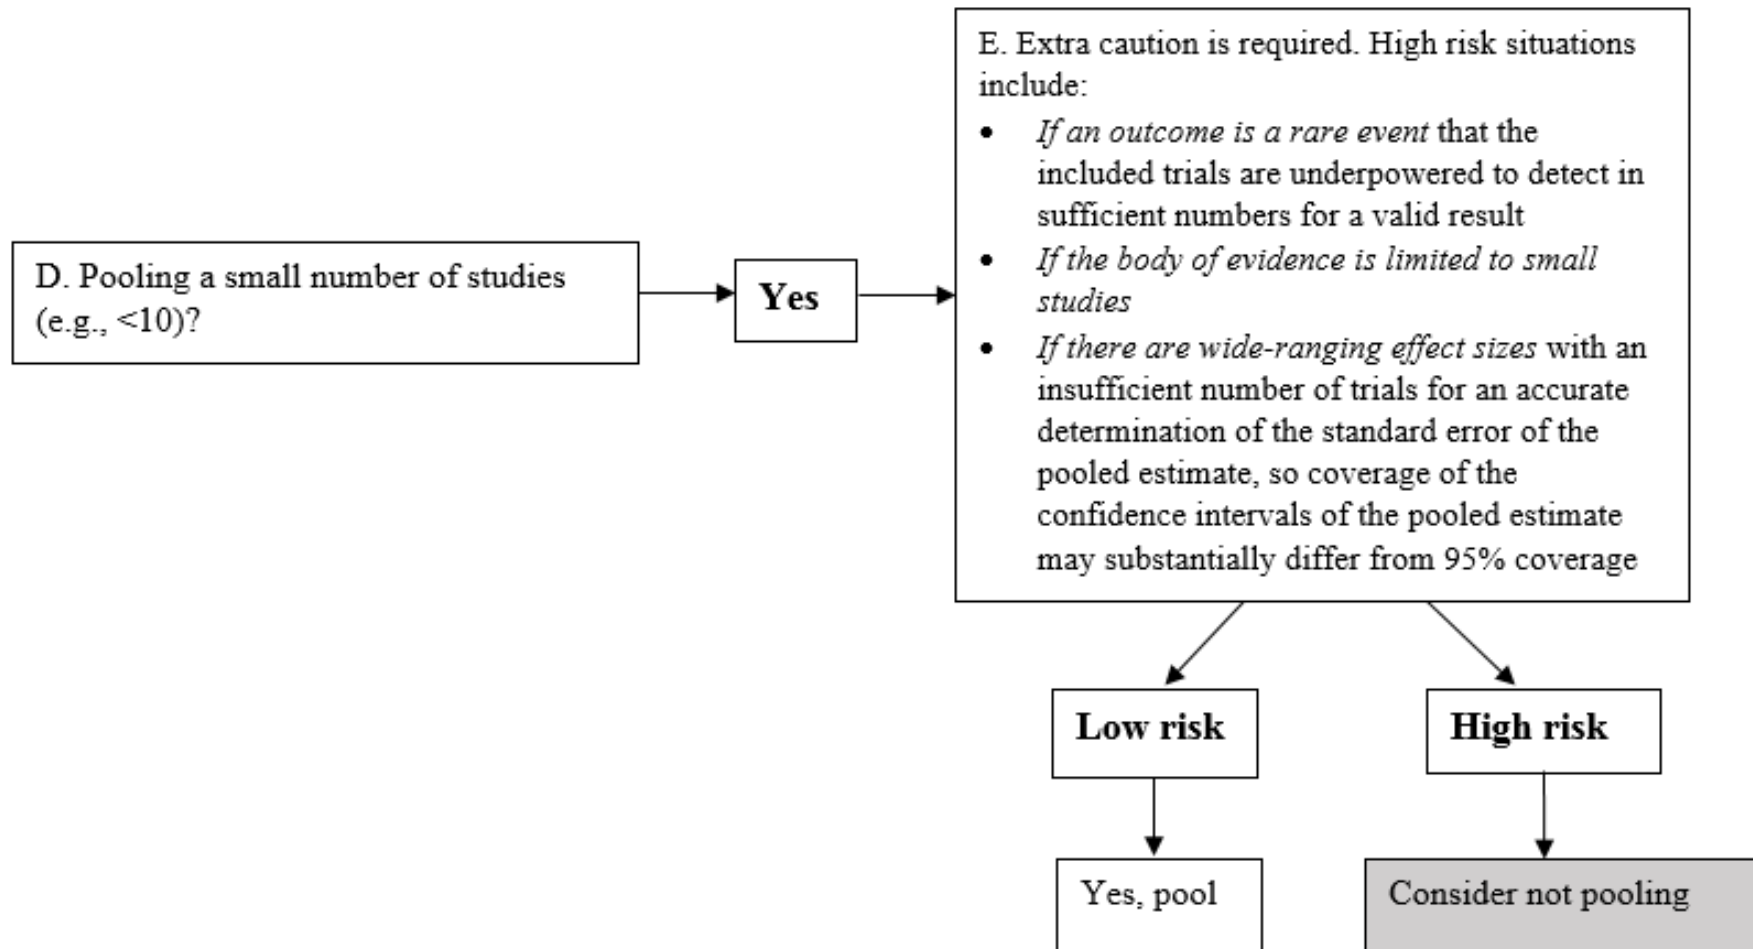 D. Pooling a small number of studies
(e.g., <10)?
Yes
E. Extra caution is required. High risk situations
include:
• If an outcome is a rare event that the
included trials are underpowered to detect in
sufficient numbers for a valid result
• If the body of evidence is limited to small
studies
• If there are wide-ranging effect sizes with an
insufficient number of trials for an accurate
determination of the standard error of the
pooled estimate, so coverage of the
confidence intervals of the pooled estimate
may substantially differ from 95% coverage
Low risk
High risk
Yes, pool
Consider not pooling